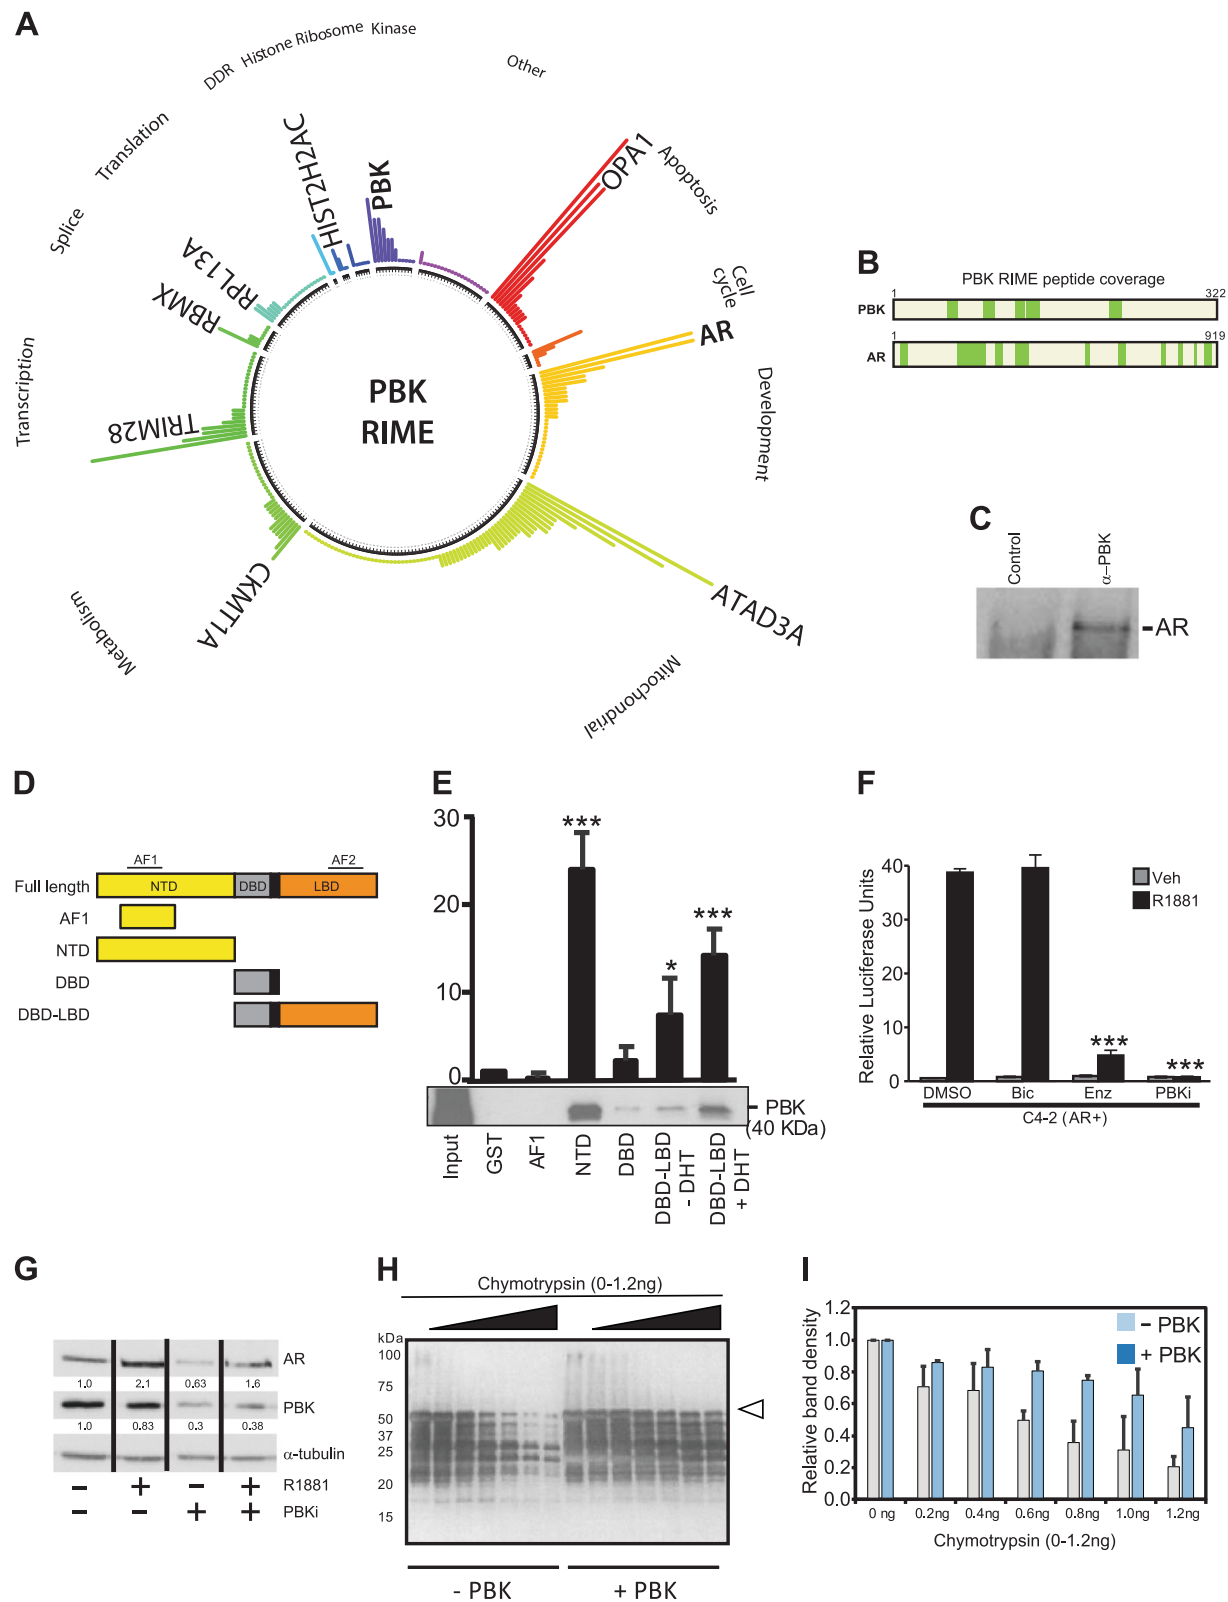 A
DDR
Histone
Ribosome
Kinase
Other
Translation
Splice
Transcription
Metabolism
Mitochondrial
Development
Cell
cycle
Apoptosis
HIST2H2AC
PBK
OPA1
AR
ATAD3A
CKMT1A
TRIM28
RBMX
RPL13A
PBK
RIME
B
PBK RIME peptide coverage
1 322
PBK
1 919
AR
C
Control
α–PBK
AR
D
AF1 AF2
Full length NTD DBD LBD
AF1
NTD
DBD
DBD-LBD
E
30
20
10
0
***
*
***
PBK
(40 KDa)
Input
GST
AF1
NTD
DBD
DBD-LBD
- DHT
DBD-LBD
+ DHT
F
Relative Luciferase Units
40
30
20
10
0
Veh
R1881
***
***
DMSO Bic Enz PBKi
C4-2 (AR+)
G
AR
1.0 2.1 0.63 1.6
PBK
1.0 0.83 0.3 0.38
α-tubulin
− + − + R1881
− − + + PBKi
H
Chymotrypsin (0-1.2ng)
kDa
100
75
50
37
25
20
15
- PBK + PBK
I
Relative band density
1.2
1.0
0.8
0.6
0.4
0.2
0.0
− PBK
+ PBK
0 ng 0.2ng 0.4ng 0.6ng 0.8ng 1.0ng 1.2ng
Chymotrypsin (0-1.2ng)